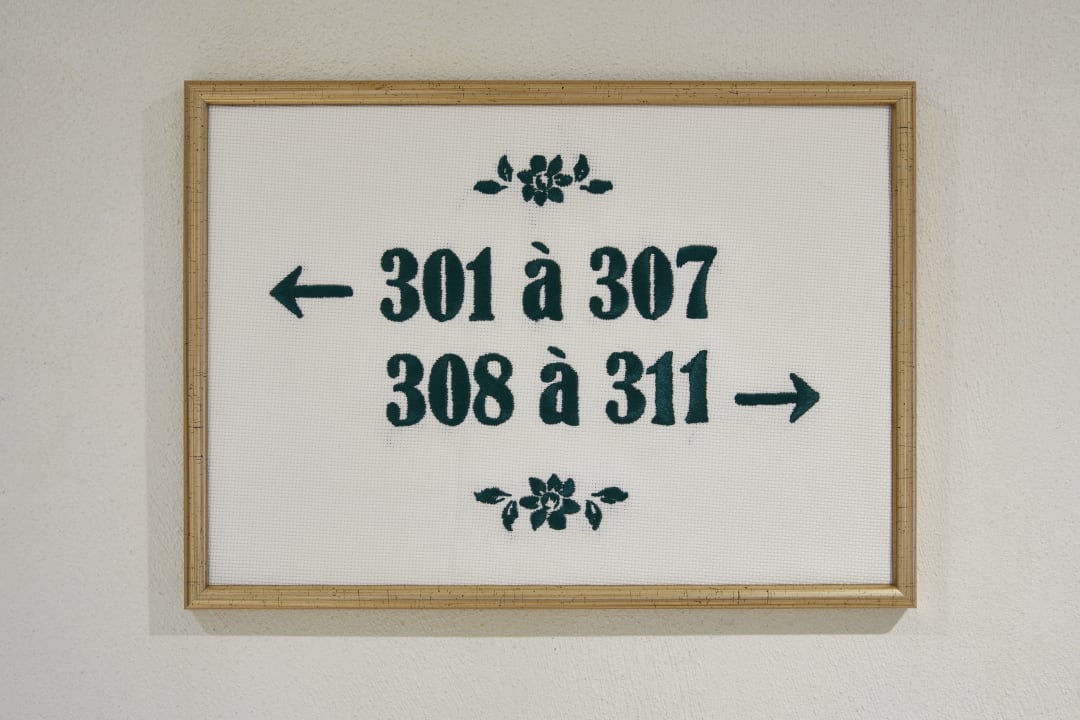 ← 301 à 307
308 à 311 →